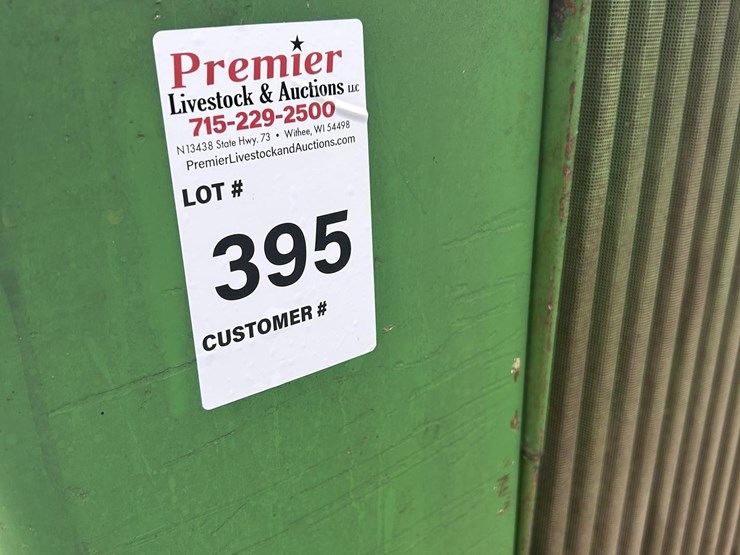 Premier
Livestock & Auctions LLC
715-229-2500
N13438 State Hwy. 73 • Withee, WI 54498
PremierLivestockandAuctions.com
LOT #
395
CUSTOMER #